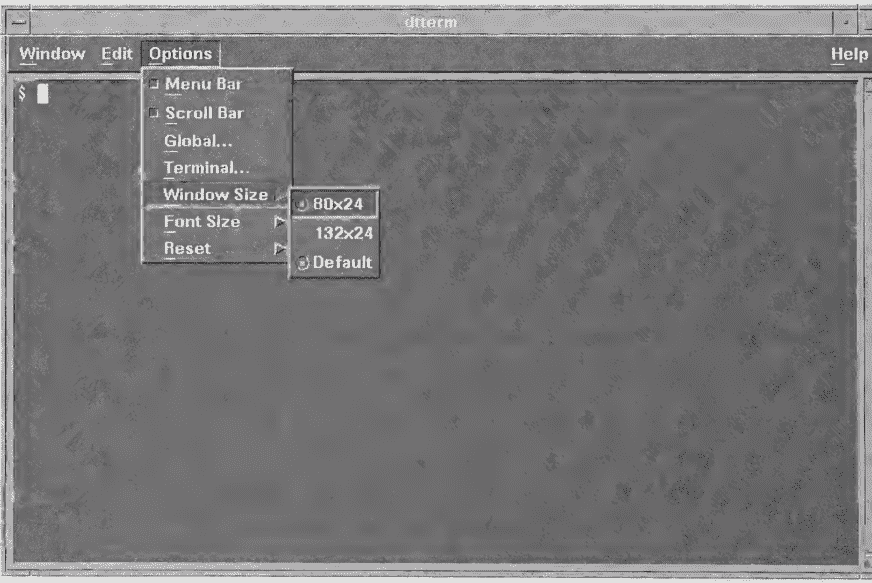 dtterm
Window Edit Options Help
$
Menu Bar
Scroll Bar
Global...
Terminal...
Window Size
Font Size
Reset
80x24
132x24
Default